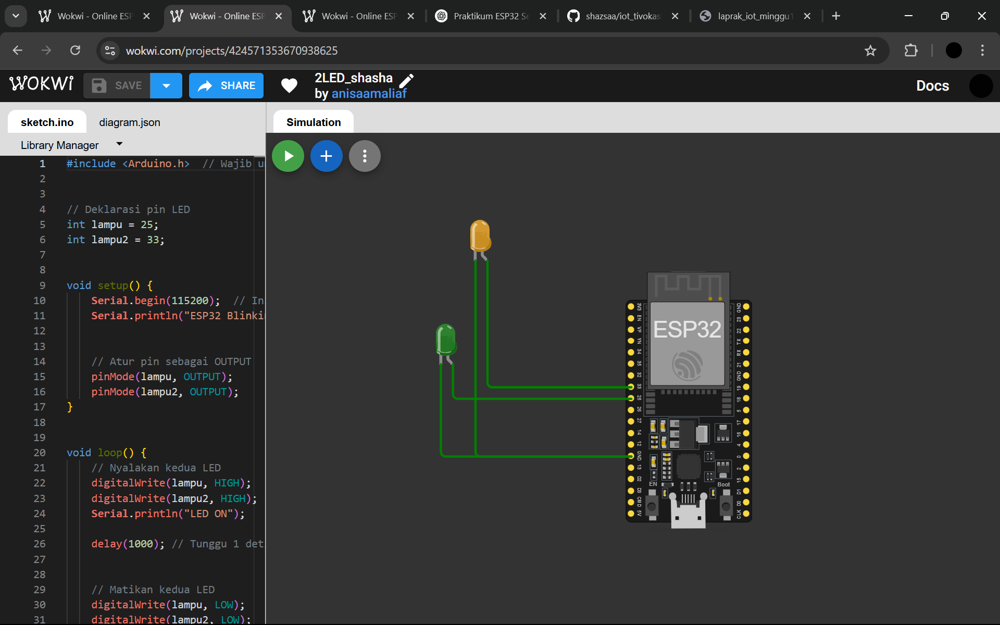 Wokwi - Online ESP
Wokwi - Online ESP
Wokwi - Online ESP
Praktikum ESP32 Se
shazsaa/iot_tivokasi
laprak_iot_minggu1
wokwi.com/projects/424571353670938625
WOKWI
SAVE
SHARE
2LED_shasha
by anisaamaliaf
Docs
sketch.ino
diagram.json
Simulation
Library Manager
1 #include <Arduino.h>  // Wajib u
2
3
4 // Deklarasi pin LED
5 int lampu = 25;
6 int lampu2 = 33;
7
8
9 void setup() {
10 Serial.begin(115200);  // In
11 Serial.println("ESP32 Blinki
12
13
14 // Atur pin sebagai OUTPUT
15 pinMode(lampu, OUTPUT);
16 pinMode(lampu2, OUTPUT);
17 }
18
19
20 void loop() {
21 // Nyalakan kedua LED
22 digitalWrite(lampu, HIGH);
23 digitalWrite(lampu2, HIGH);
24 Serial.println("LED ON");
25
26 delay(1000); // Tunggu 1 det
27
28
29 // Matikan kedua LED
30 digitalWrite(lampu, LOW);
31 digitalWrite(lampu2, LOW);
ESP32
3V3
EN
VP
VN
34
35
32
33
25
26
27
14
12
GND
13
D2
D3
CMD
5V
GND
23
22
TX
RX
21
GND
19
18
5
17
16
4
0
2
15
D1
D0
CLK
EN
Boot